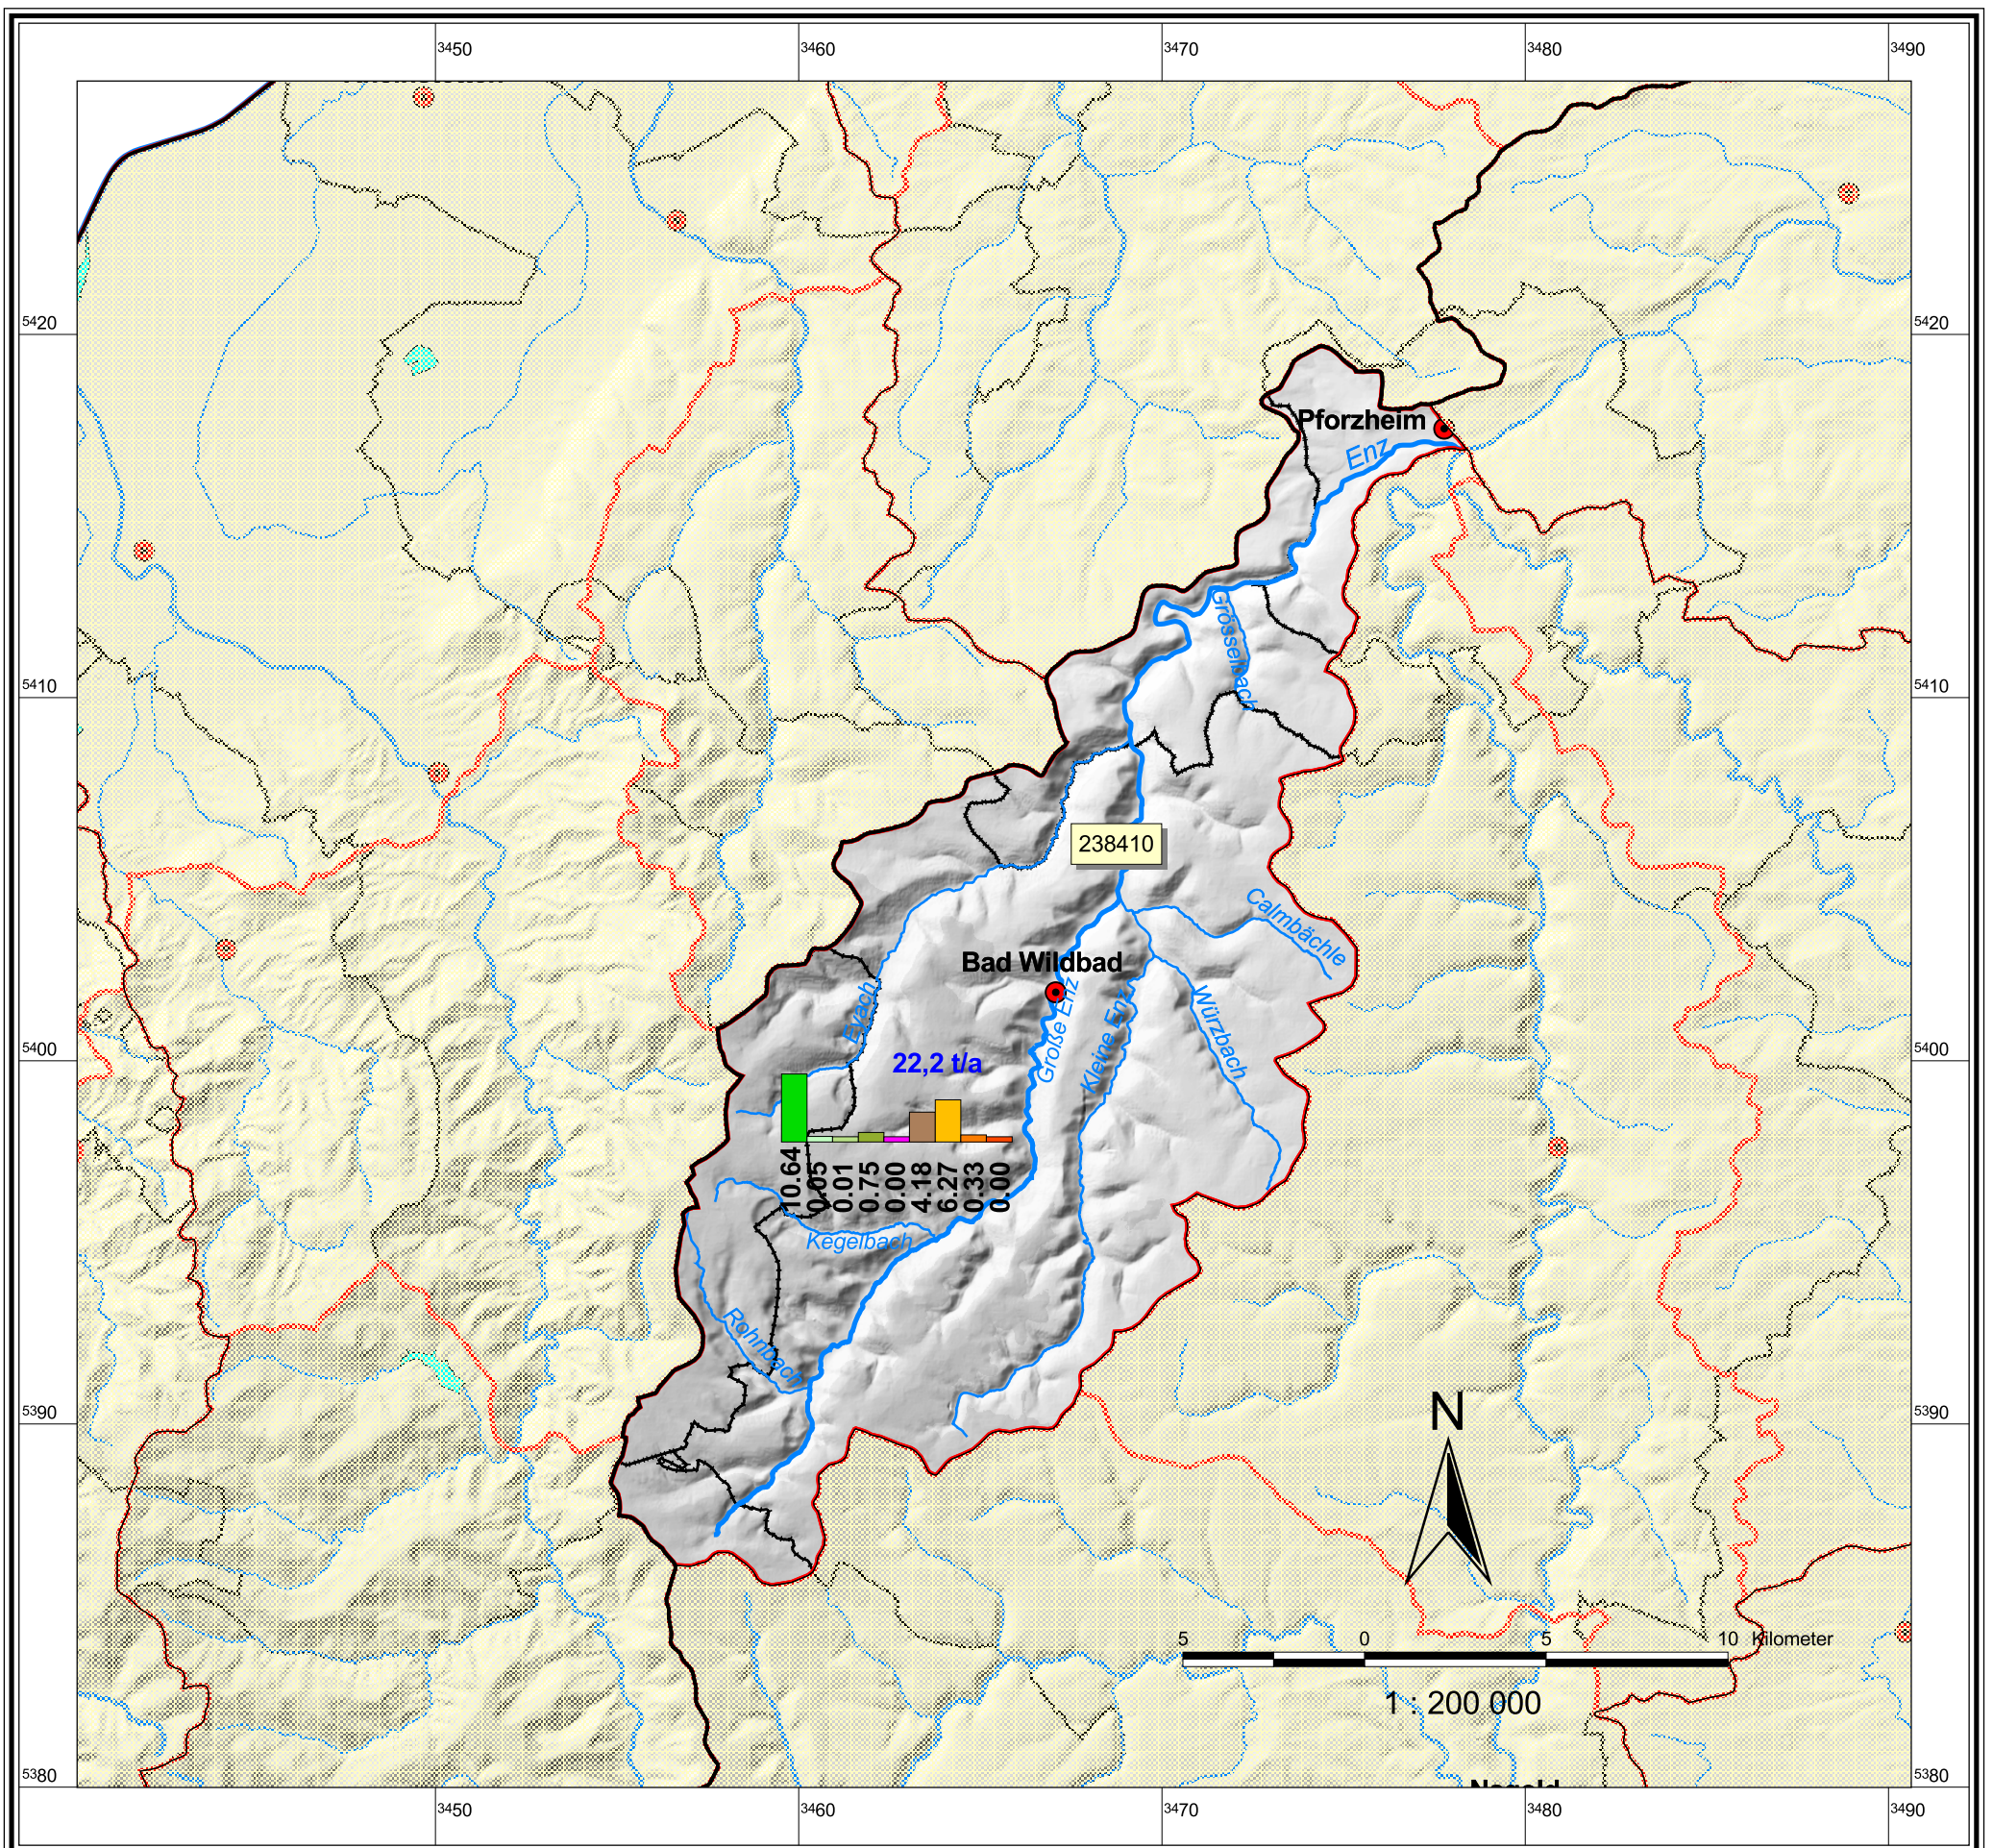 3450
3460
3470
3480
3490
5420
5420
Pforzheim
Enz
Grösselbach
5410
5410
238410
Calmbächle
Bad Wildbad
Eyach
Große Enz
Kleine Enz
Würzbach
5400
5400
22,2 t/a
10.64
0.05
0.01
0.75
0.00
4.18
6.27
0.33
0.00
Kegelbach
Rohnbach
5390
5390
N
5 0 5 10 Kilometer
1 : 200 000
5380
5380
Nagold
3450
3460
3470
3480
3490